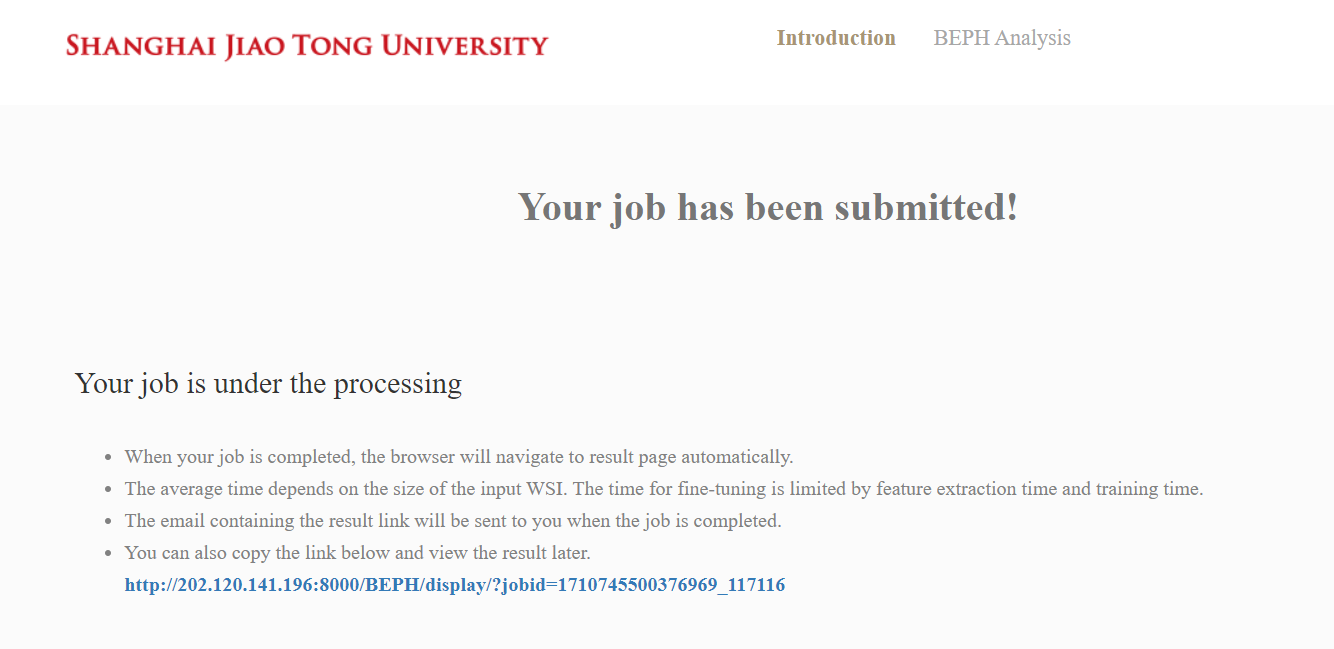 SHANGHAI JIAO TONG UNIVERSITY
Introduction BEPH Analysis
Your job has been submitted!
Your job is under the processing
• When your job is completed, the browser will navigate to result page automatically.
• The average time depends on the size of the input WSI. The time for fine-tuning is limited by feature extraction time and training time.
• The email containing the result link will be sent to you when the job is completed.
• You can also copy the link below and view the result later.
http://202.120.141.196:8000/BEPH/display/?jobid=1710745500376969_117116